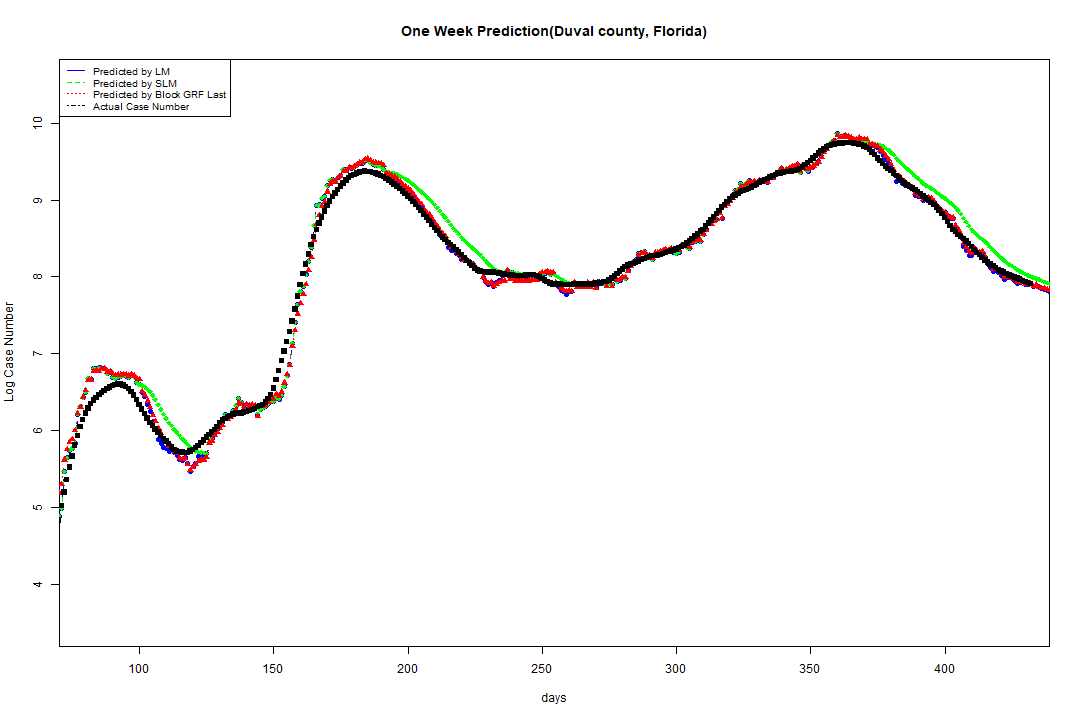 One Week Prediction(Duval county, Florida)
Predicted by LM
Predicted by SLM
Predicted by Block GRF Last
Actual Case Number
Log Case Number
10
9
8
7
6
5
4
100 150 200 250 300 350 400
days